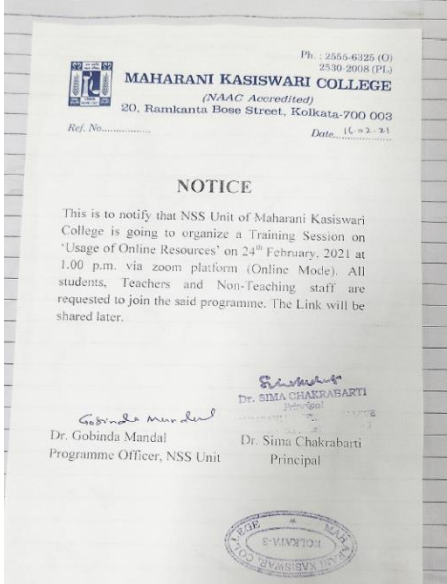 Ph. : 2555-6325 (O)
2530-2008 (PL)
MAHARANI KASISWARI COLLEGE
(NAAC Accredited)
20, Ramkanta Bose Street, Kolkata-700 003
Ref. No................ Date.... 16-02-21
NOTICE
This is to notify that NSS Unit of Maharani Kasiswari
College is going to organize a Training Session on
'Usage of Online Resources' on 24th February, 2021 at
1.00 p.m. via zoom platform (Online Mode). All
students, Teachers and Non-Teaching staff are
requested to join the said programme. The Link will be
shared later.
Dr. SIMA CHAKRABARTI
Principal
Gobinda Mandal
Dr. Gobinda Mandal
Programme Officer, NSS Unit
Dr. Sima Chakrabarti
Principal
MAHARANI KASISWARI COLLEGE
KOLKATA-3